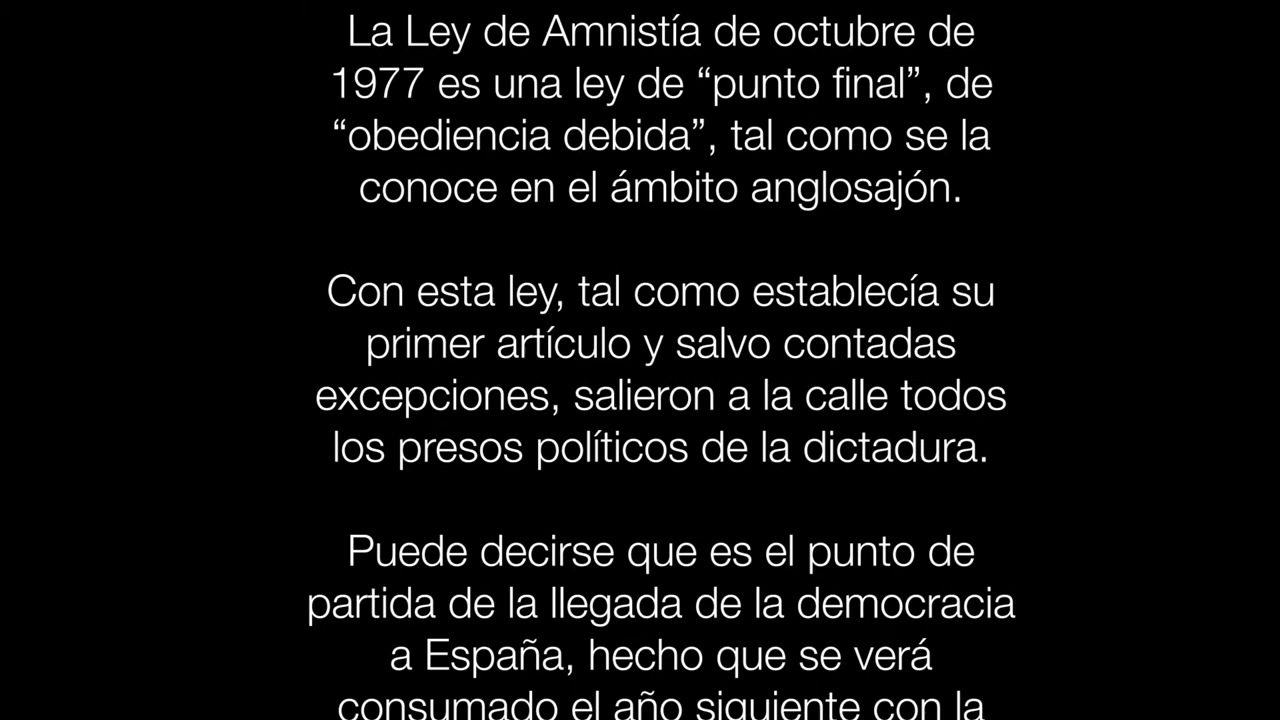 La Ley de Amnistía de octubre de
1977 es una ley de “punto final”, de
“obediencia debida”, tal como se la
conoce en el ámbito anglosajón.
Con esta ley, tal como establecía su
primer artículo y salvo contadas
excepciones, salieron a la calle todos
los presos políticos de la dictadura.
Puede decirse que es el punto de
partida de la llegada de la democracia
a España, hecho que se verá
consumado el año siguiente con la